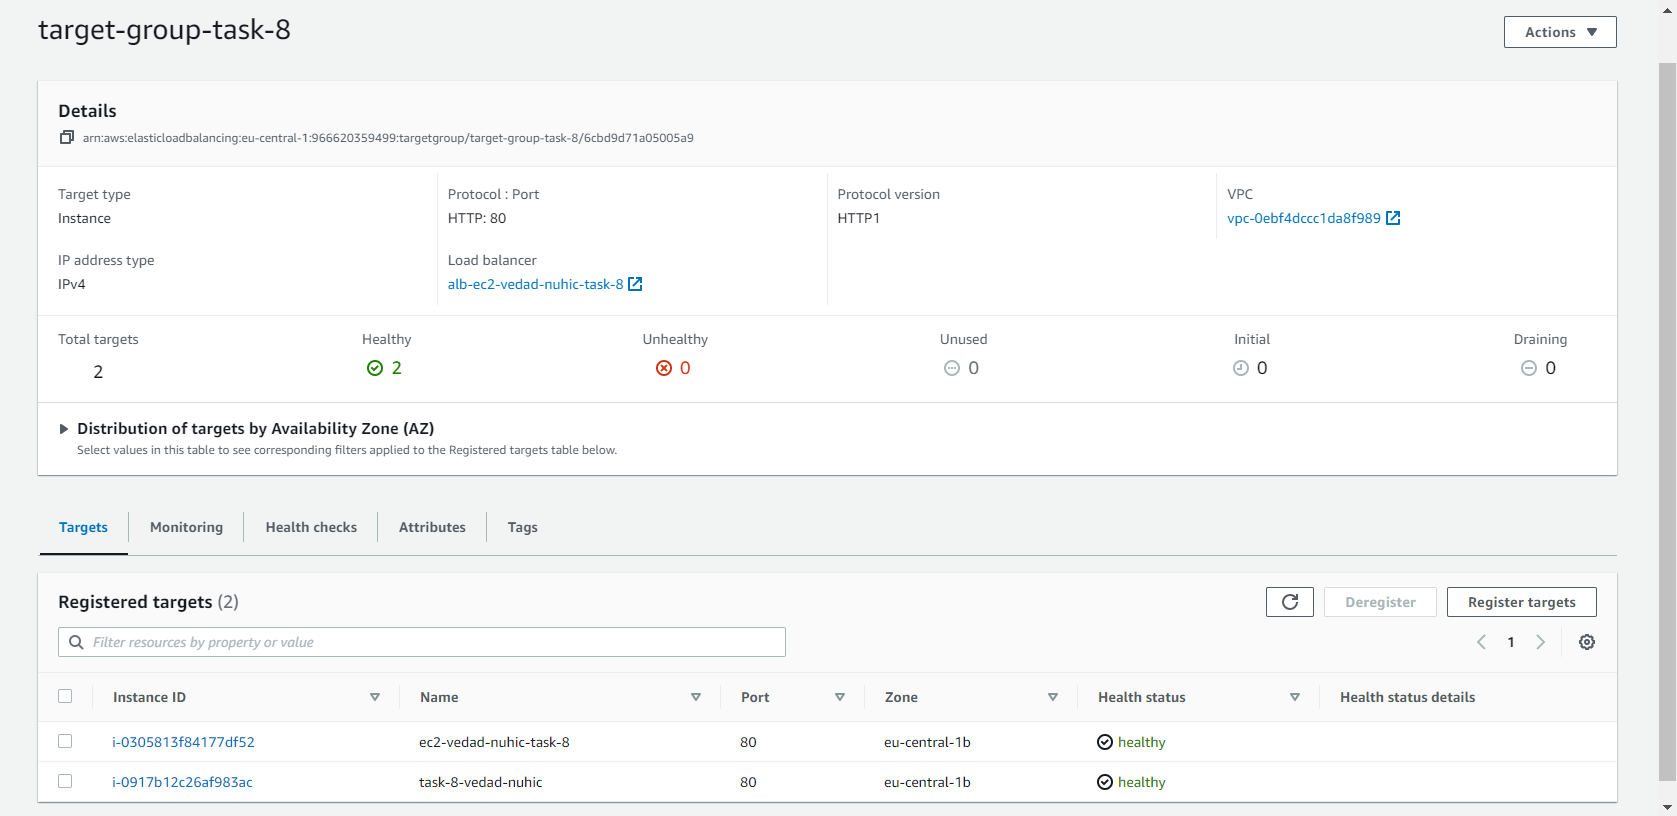 target-group-task-8
Actions
Details
arn:aws:elasticloadbalancing:eu-central-1:966620359499:targetgroup/target-group-task-8/6cbd9d71a05005a9
Target type
Instance
Protocol : Port
HTTP: 80
Protocol version
HTTP1
VPC
vpc-0ebf4dccc1da8f989
IP address type
IPv4
Load balancer
alb-ec2-vedad-nuhic-task-8
Total targets
2
Healthy
2
Unhealthy
0
Unused
0
Initial
0
Draining
0
Distribution of targets by Availability Zone (AZ)
Select values in this table to see corresponding filters applied to the Registered targets table below.
Targets
Monitoring
Health checks
Attributes
Tags
Registered targets (2)
Deregister
Register targets
Filter resources by property or value
1
Instance ID Name Port Zone Health status Health status details
i-0305813f84177df52 ec2-vedad-nuhic-task-8 80 eu-central-1b healthy
i-0917b12c26af983ac task-8-vedad-nuhic 80 eu-central-1b healthy